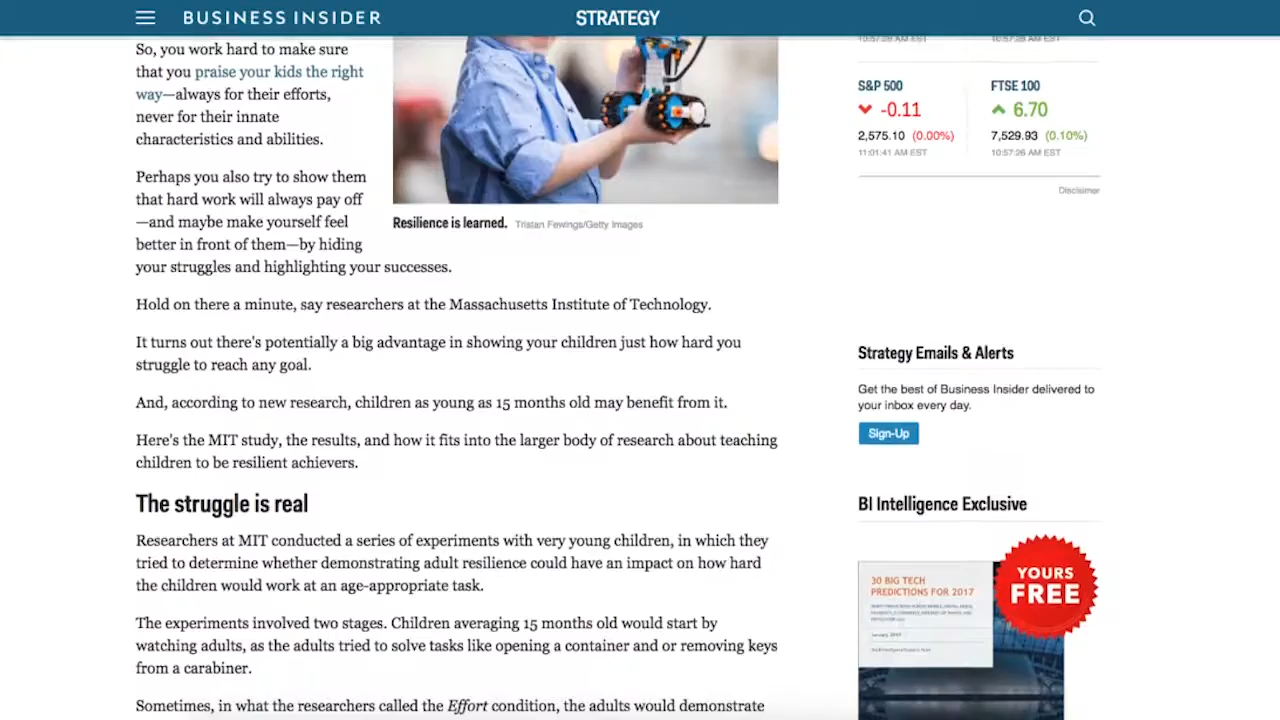 BUSINESS INSIDER
STRATEGY
So, you work hard to make sure
that you praise your kids the right
way—always for their efforts,
never for their innate
characteristics and abilities.
Perhaps you also try to show them
that hard work will always pay off
—and maybe make yourself feel
better in front of them—by hiding
your struggles and highlighting your successes.
Resilience is learned. Tristan Fewings/Getty Images
Hold on there a minute, say researchers at the Massachusetts Institute of Technology.
It turns out there's potentially a big advantage in showing your children just how hard you
struggle to reach any goal.
And, according to new research, children as young as 15 months old may benefit from it.
Here's the MIT study, the results, and how it fits into the larger body of research about teaching
children to be resilient achievers.
The struggle is real
Researchers at MIT conducted a series of experiments with very young children, in which they
tried to determine whether demonstrating adult resilience could have an impact on how hard
the children would work at an age-appropriate task.
The experiments involved two stages. Children averaging 15 months old would start by
watching adults, as the adults tried to solve tasks like opening a container and or removing keys
from a carabiner.
Sometimes, in what the researchers called the Effort condition, the adults would demonstrate
S&P 500
-0.11
2,575.10 (0.00%)
11:01:41 AM EST
FTSE 100
6.70
7,529.93 (0.10%)
10:57:26 AM EST
Disclaimer
Strategy Emails & Alerts
Get the best of Business Insider delivered to
your inbox every day.
Sign-Up
BI Intelligence Exclusive
30 BIG TECH
PREDICTIONS FOR 2017
YOURS
FREE